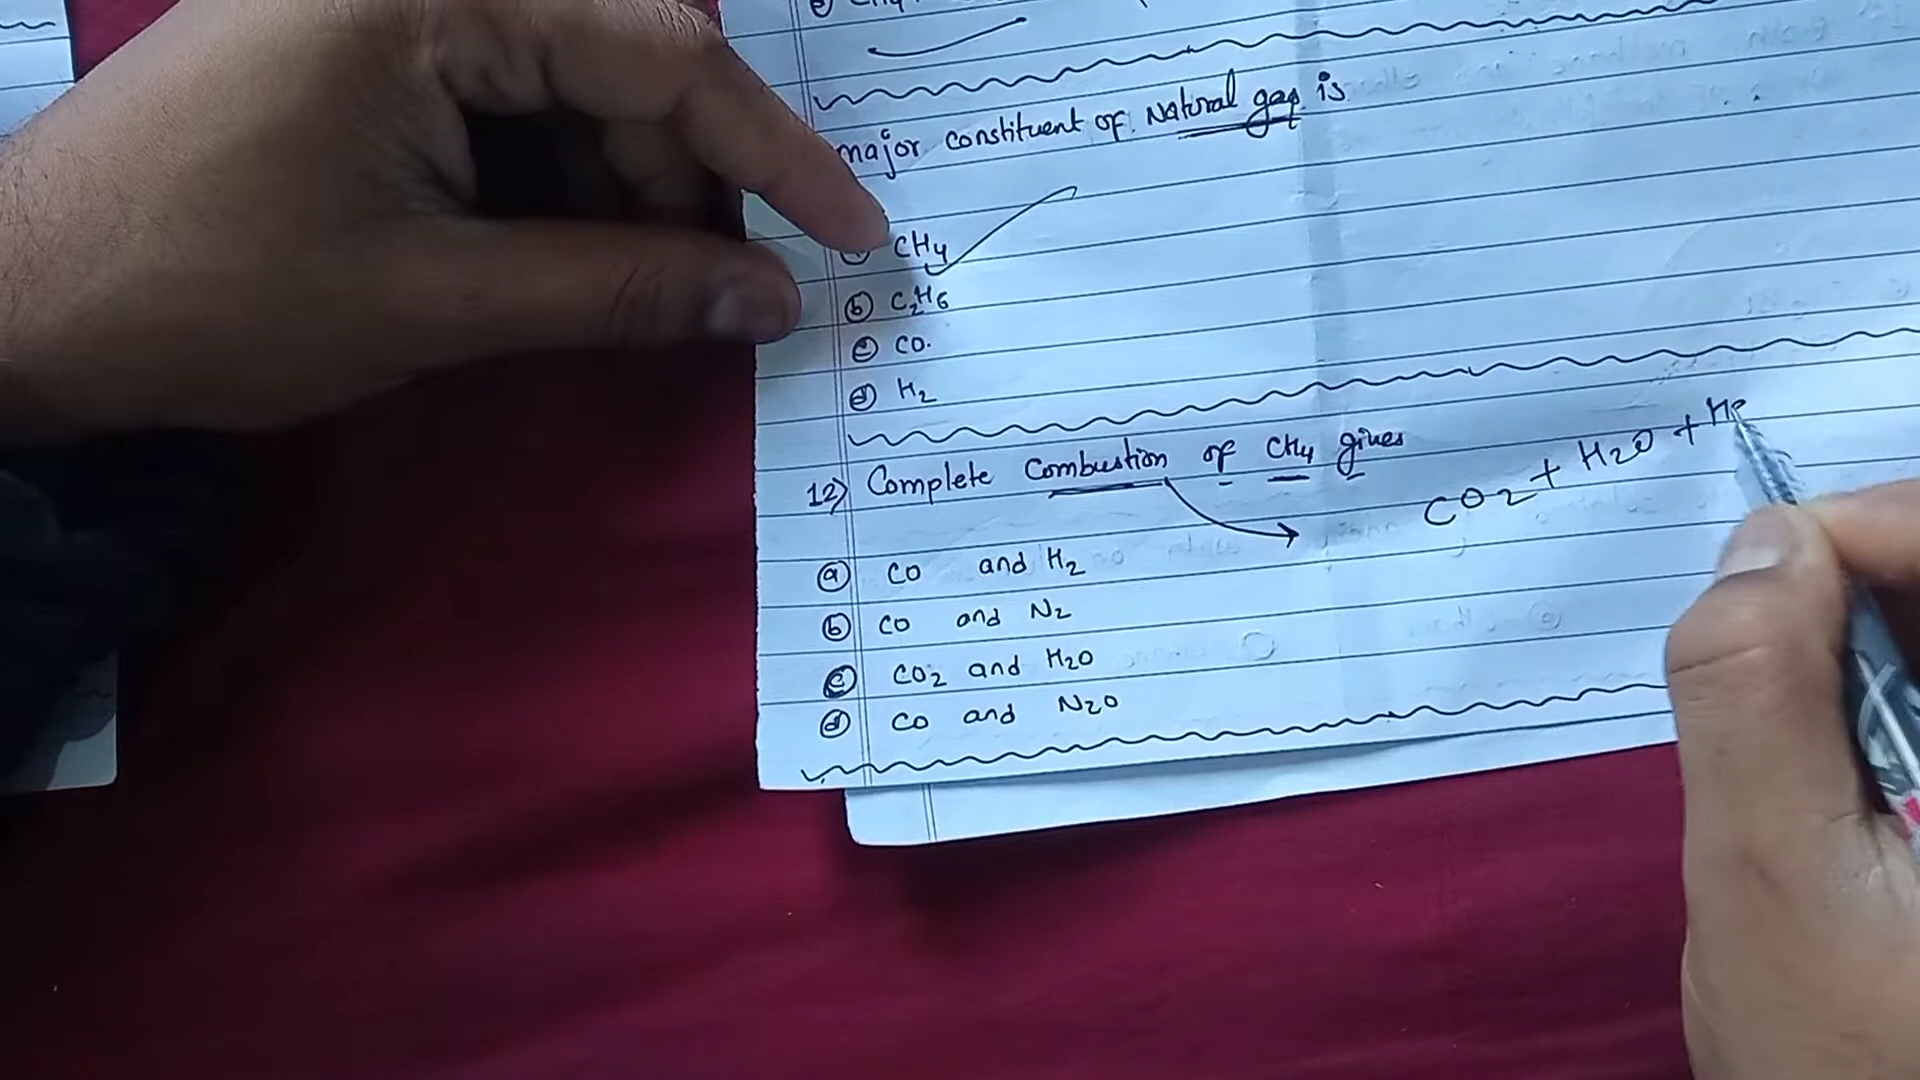 major constituent of Natural gas is
CH4
(b) C2H6
(c) CO.
(d) H2
12) Complete Combustion of CH4 gives
CO2 + H2O + He
(a) CO and H2
(b) CO and N2
(c) CO2 and H2O
(d) CO and N2O